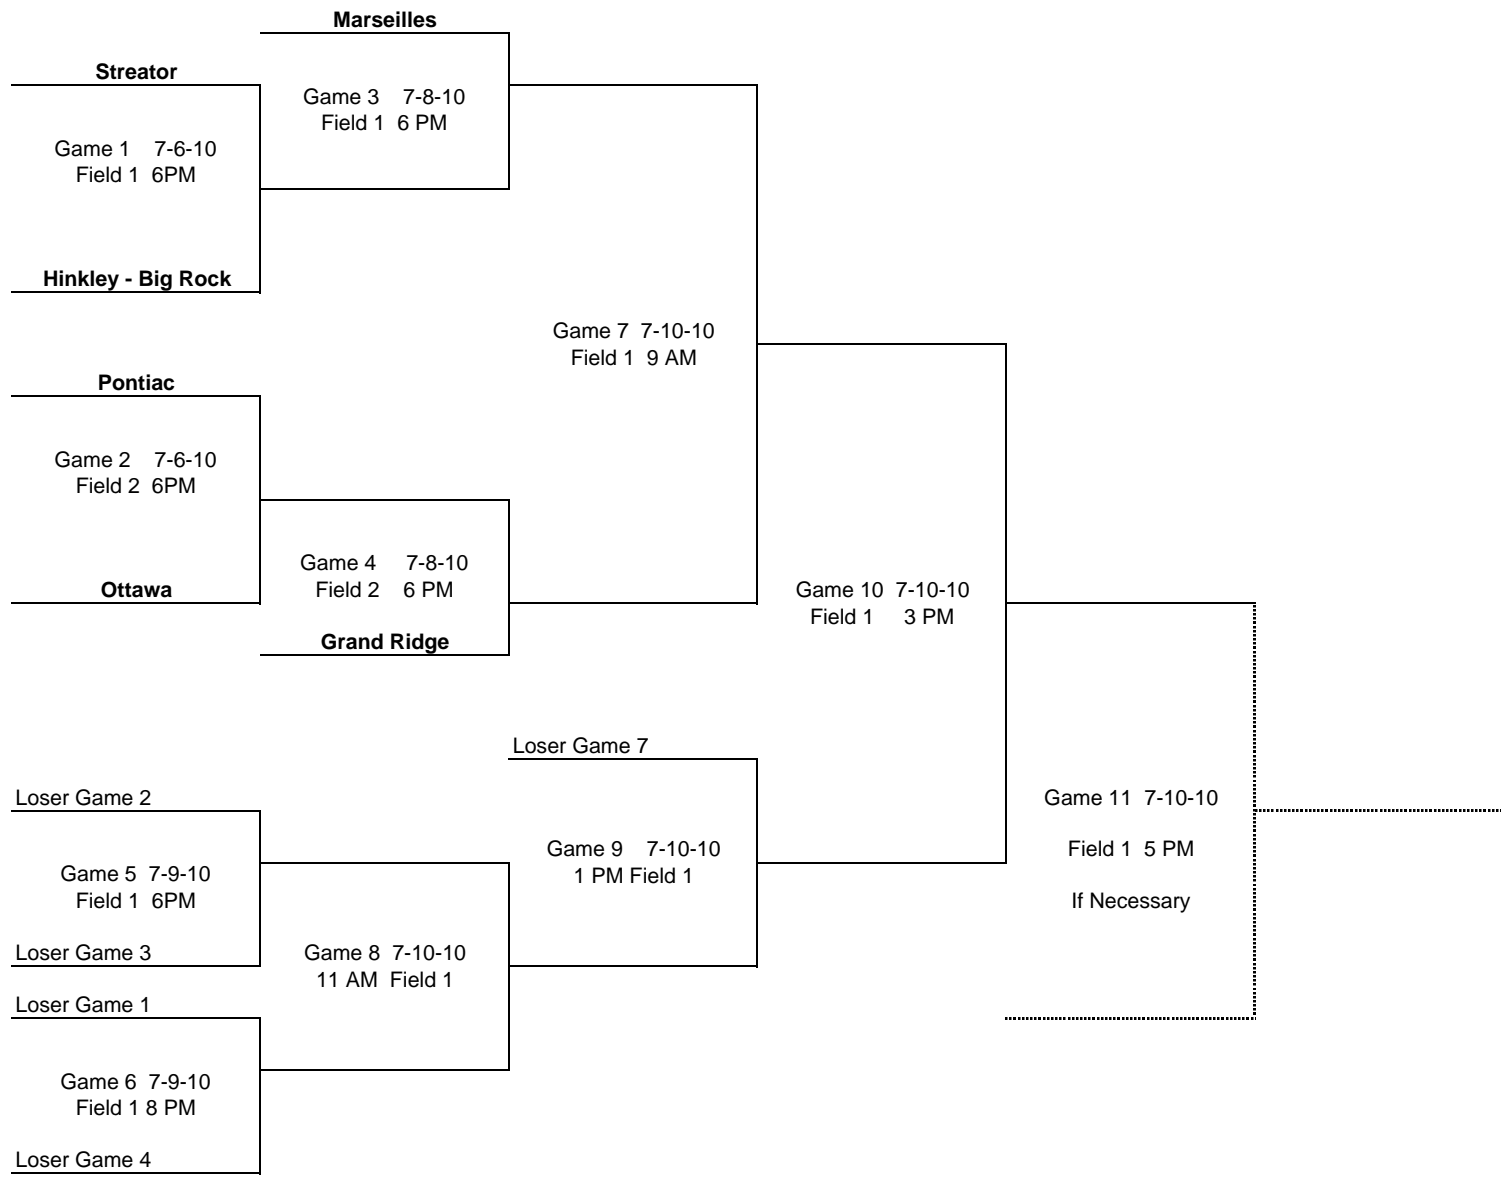 Marseilles
Streator
Game 3 7-8-10
Field 1 6 PM
Game 1 7-6-10
Field 1 6PM
Hinkley - Big Rock
Game 7 7-10-10
Field 1 9 AM
Pontiac
Game 2 7-6-10
Field 2 6PM
Game 4 7-8-10
Field 2 6 PM
Ottawa
Game 10 7-10-10
Field 1 3 PM
Grand Ridge
Loser Game 7
Loser Game 2
Game 11 7-10-10
Field 1 5 PM
If Necessary
Game 9 7-10-10
1 PM Field 1
Game 5 7-9-10
Field 1 6PM
Loser Game 3
Game 8 7-10-10
11 AM Field 1
Loser Game 1
Game 6 7-9-10
Field 1 8 PM
Loser Game 4